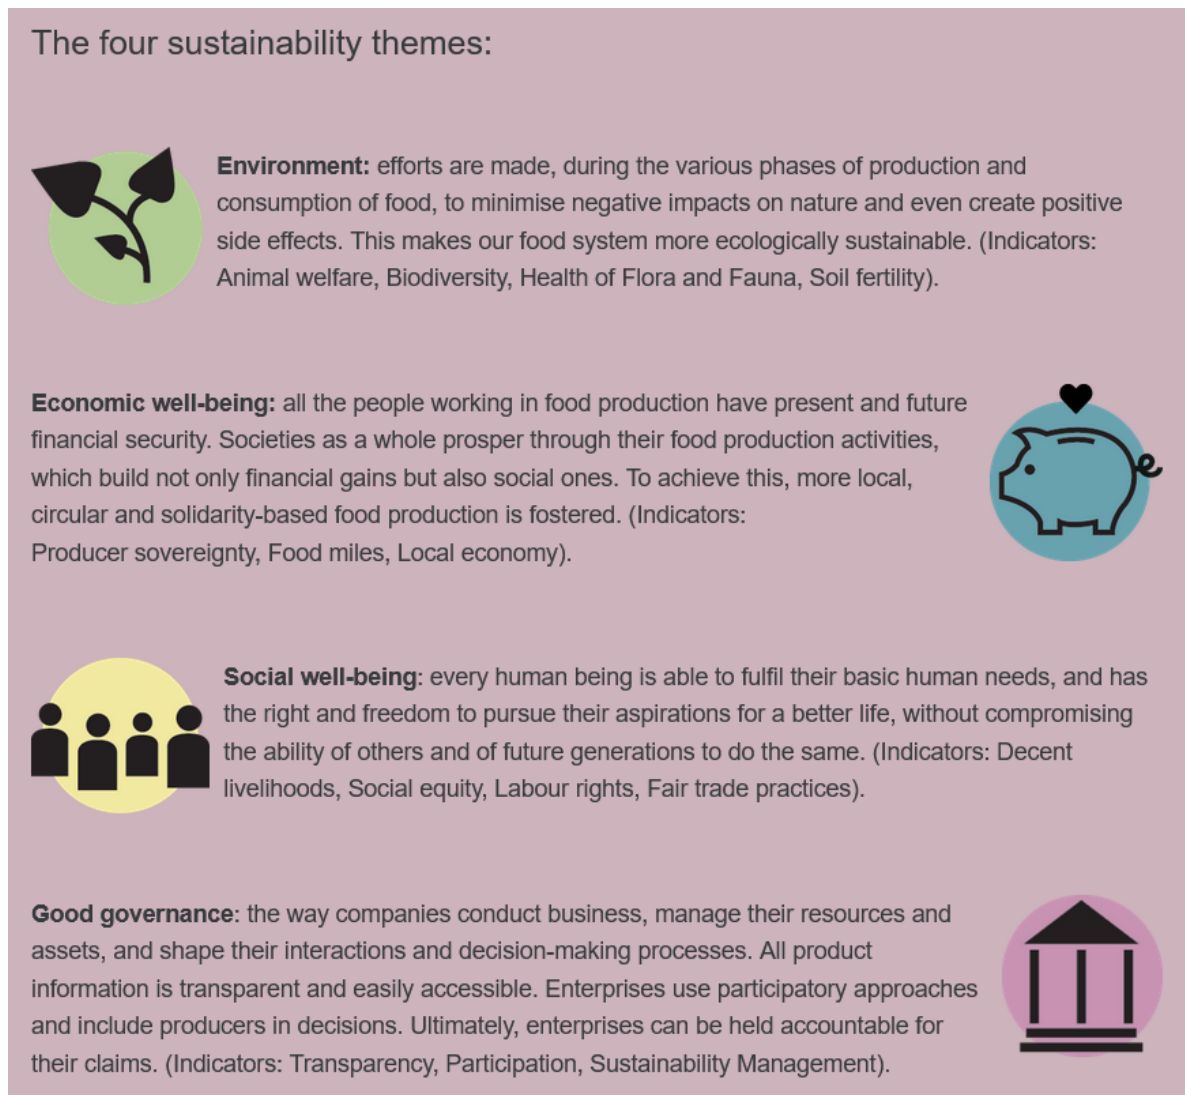 The four sustainability themes:
Environment: efforts are made, during the various phases of production and
consumption of food, to minimise negative impacts on nature and even create positive
side effects. This makes our food system more ecologically sustainable. (Indicators:
Animal welfare, Biodiversity, Health of Flora and Fauna, Soil fertility).
Economic well-being: all the people working in food production have present and future
financial security. Societies as a whole prosper through their food production activities,
which build not only financial gains but also social ones. To achieve this, more local,
circular and solidarity-based food production is fostered. (Indicators:
Producer sovereignty, Food miles, Local economy).
Social well-being: every human being is able to fulfil their basic human needs, and has
the right and freedom to pursue their aspirations for a better life, without compromising
the ability of others and of future generations to do the same. (Indicators: Decent
livelihoods, Social equity, Labour rights, Fair trade practices).
Good governance: the way companies conduct business, manage their resources and
assets, and shape their interactions and decision-making processes. All product
information is transparent and easily accessible. Enterprises use participatory approaches
and include producers in decisions. Ultimately, enterprises can be held accountable for
their claims. (Indicators: Transparency, Participation, Sustainability Management).